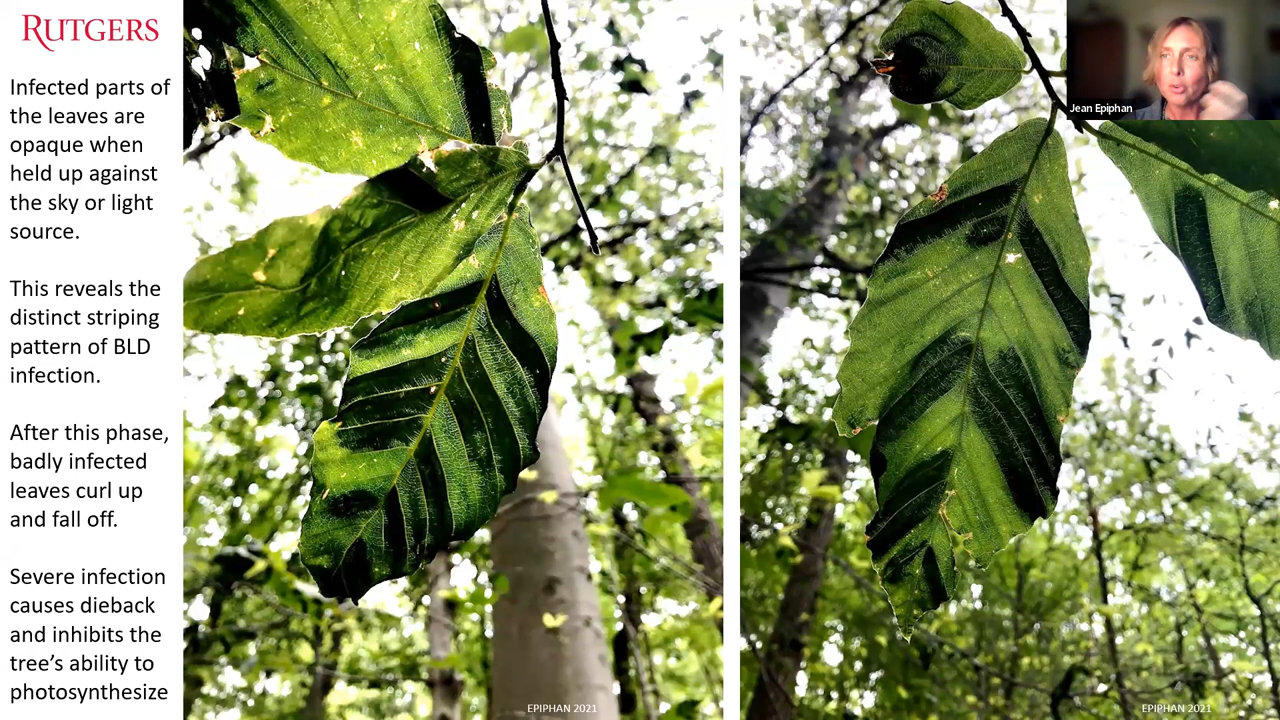 RUTGERS
Infected parts of
the leaves are
opaque when
held up against
the sky or light
source.
This reveals the
distinct striping
pattern of BLD
infection.
After this phase,
badly infected
leaves curl up
and fall off.
Severe infection
causes dieback
and inhibits the
tree’s ability to
photosynthesize
EPIPHAN 2021
EPIPHAN 2021
Jean Epiphan